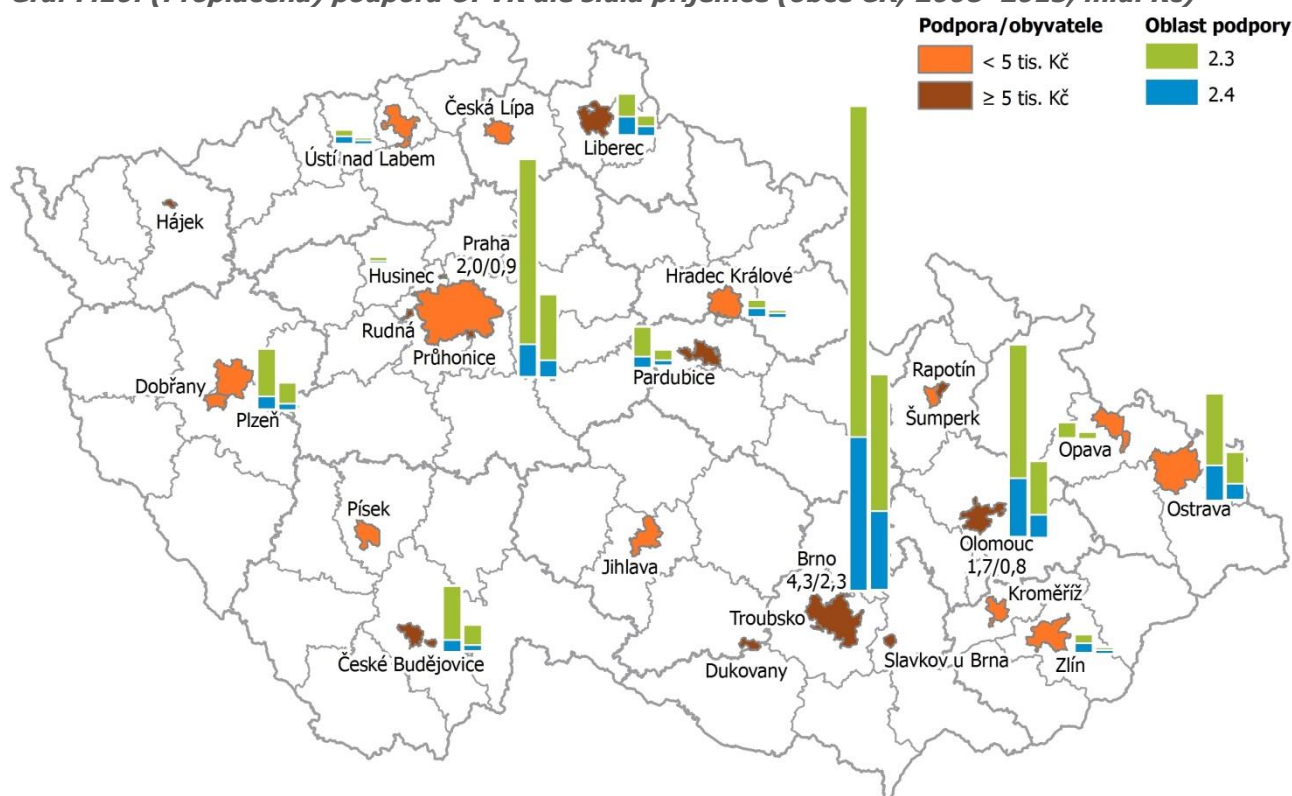 Podpora/obyvatele
< 5 tis. Kč
≥ 5 tis. Kč
Oblast podpory
2.3
2.4
Česká Lípa
Liberec
Ústí nad Labem
Hájek
Praha
2,0/0,9
Husinec
Hradec Králové
Rudná
Průhonice
Pardubice
Dobřany
Plzeň
Rapotín
Šumperk
Opava
Ostrava
Písek
Jihlava
Olomouc
1,7/0,8
Brno
4,3/2,3
Kroměříž
Troubsko
České Budějovice
Dukovany
Slavkov u Brna
Zlín